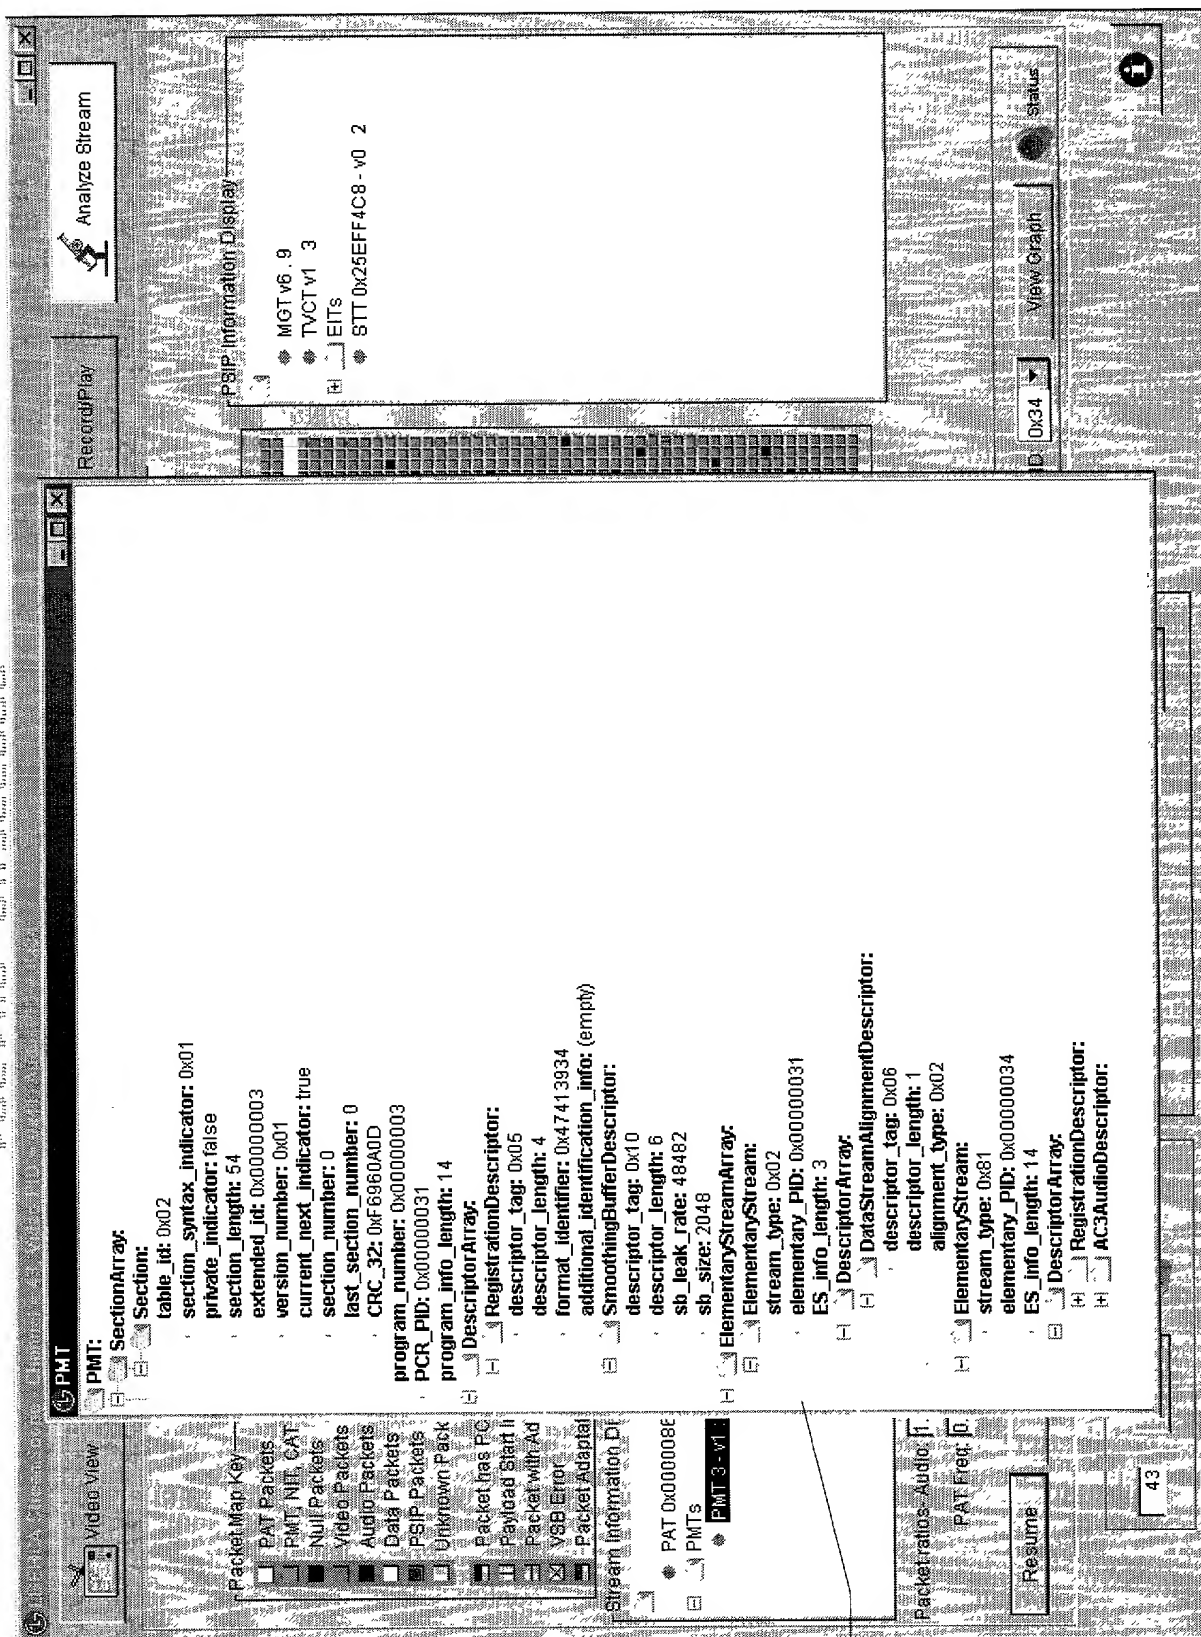 Video View
Record/Play
Analyze Stream
Packet Map Key
PAT Packets
PMT, NIT, CAT
Null Packets
Video Packets
Audio Packets
Data Packets
PSIP Packets
Unknown Pack
Packet has PC
Payload Start I
Packet with Ad
VSB Error
Packet Adaptat
Stream Information Di
PAT 0x0000088E
PMTs
PMT 3 - v1 :
Packet ratios- Audio: 1.
PAT Freq: 0.
Resume
43
PMT
PMT:
SectionArray:
Section:
table_id: 0x02
section_syntax_indicator: 0x01
private_indicator: false
section_length: 54
extended_id: 0x00000003
version_number: 0x01
current_next_indicator: true
section_number: 0
last_section_number: 0
CRC_32: 0xF6960A0D
program_number: 0x00000003
PCR_PID: 0x00000031
program_info_length: 14
DescriptorArray:
RegistrationDescriptor:
descriptor_tag: 0x05
descriptor_length: 4
format_identifier: 0x47413934
additional_identification_info: (empty)
SmoothingBufferDescriptor:
descriptor_tag: 0x10
descriptor_length: 6
sb_leak_rate: 48482
sb_size: 2048
ElementaryStreamArray:
ElementaryStream:
stream_type: 0x02
elementary_PID: 0x00000031
ES_info_length: 3
DescriptorArray:
DataStreamAlignmentDescriptor:
descriptor_tag: 0x06
descriptor_length: 1
alignment_type: 0x02
ElementaryStream:
stream_type: 0x81
elementary_PID: 0x00000034
ES_info_length: 14
DescriptorArray:
RegistrationDescriptor:
AC3AudioDescriptor:
PSIP Information Display
MGT v6 . 9
TVCT v1 3
EITs
STT 0x25EFF4C8 - v0 2
ID
0x34
View Graph
Status